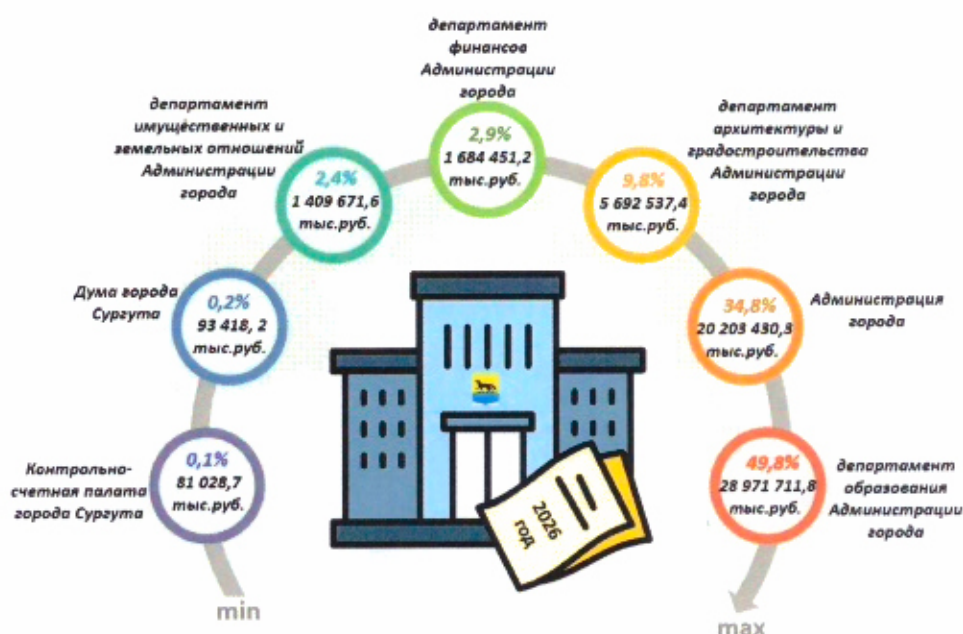 департамент
финансов
Администрации
города
2,9%
1 684 451,2
тыс.руб.
департамент
имущественных и
земельных отношений
Администрации
города
2,4%
1 409 671,6
тыс.руб.
департамент
архитектуры и
градостроительства
Администрации
города
9,8%
5 692 537,4
тыс.руб.
Дума города
Сургута
0,2%
93 418, 2
тыс.руб.
34,8%
20 203 430,3
тыс.руб.
Администрация
города
Контрольно-
счетная палата
города Сургута
0,1%
81 028,7
тыс.руб.
49,8%
28 971 711,8
тыс.руб.
департамент
образования
Администрации
города
2026
год
min
max